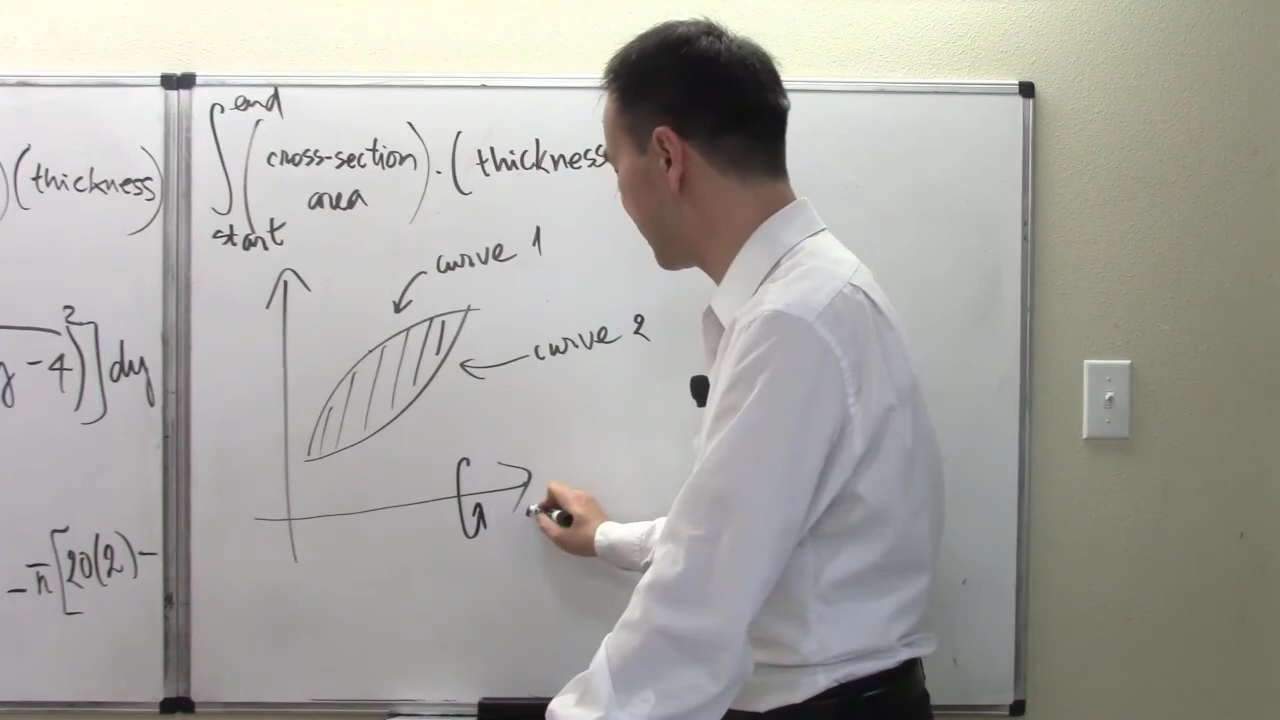 )(thickness)
y - 4)²] dy
- π[20(2) -
∫ end
(cross-section area) · (thickness
start
curve 1
curve 2